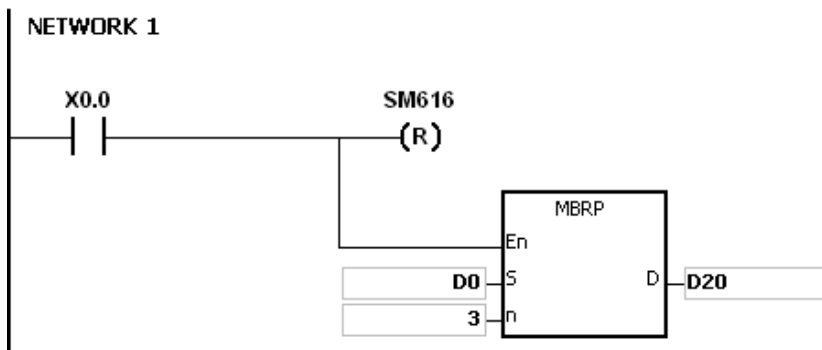 NETWORK 1
X0.0 SM616
(R)
MBRP
En
D0 S D D20
3 n